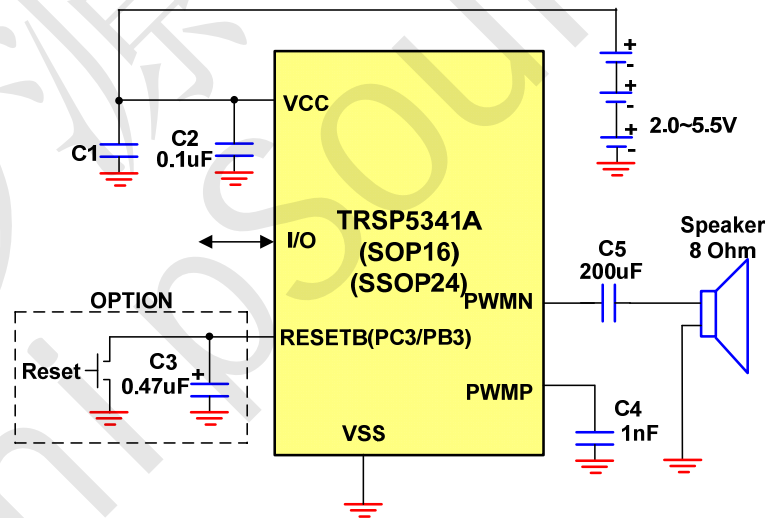 VCC
C1
C2
0.1uF
+
-
+
-
+
-
2.0~5.5V
TRSP5341A
(SOP16)
(SSOP24)
I/O
Speaker
8 Ohm
C5
200uF
PWMN
OPTION
RESETB(PC3/PB3)
Reset
C3
0.47uF
+
PWMP
C4
1nF
VSS
源